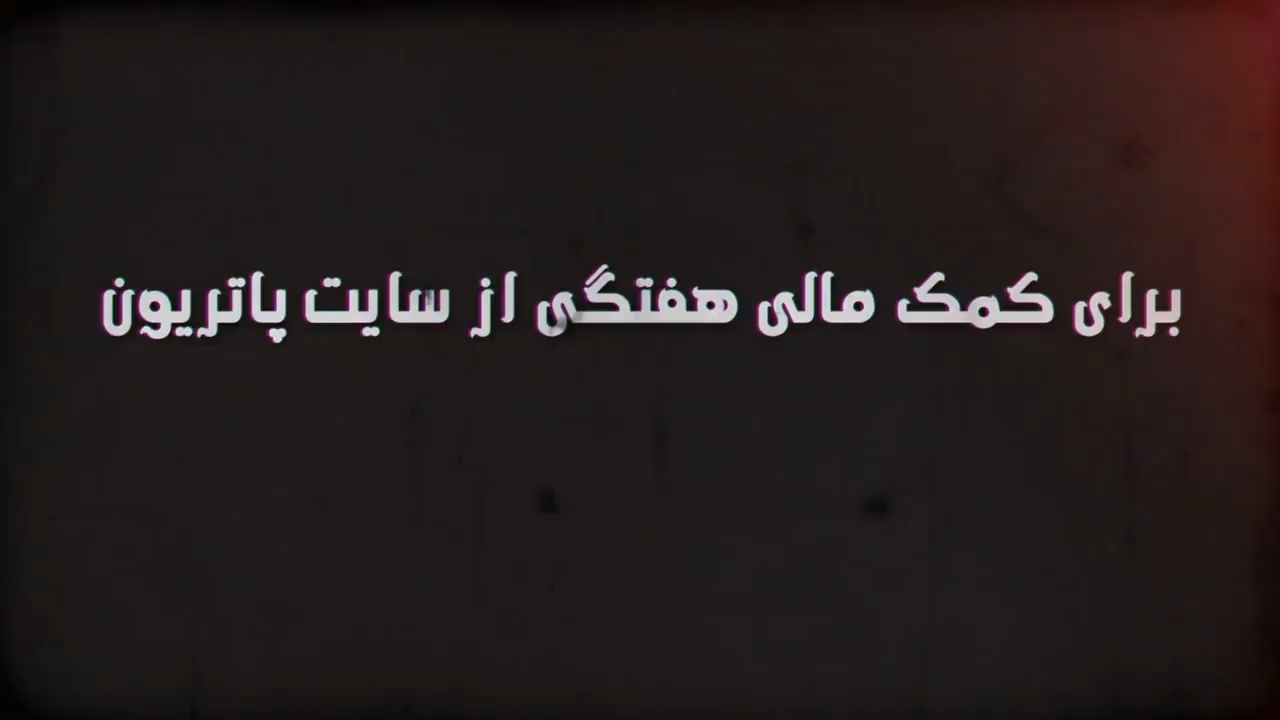 برای کمک مالی هفتگی از سایت پاتریون